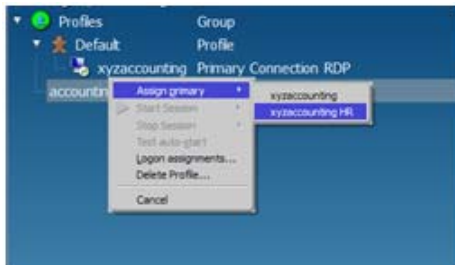 Profiles Group
Default Profile
xyzaccounting Primary Connection RDP
Assign primary
xyzaccounting
xyzaccounting HR
Start Session
Stop Session
Test auto-start
Logon assignments...
Delete Profile...
Cancel